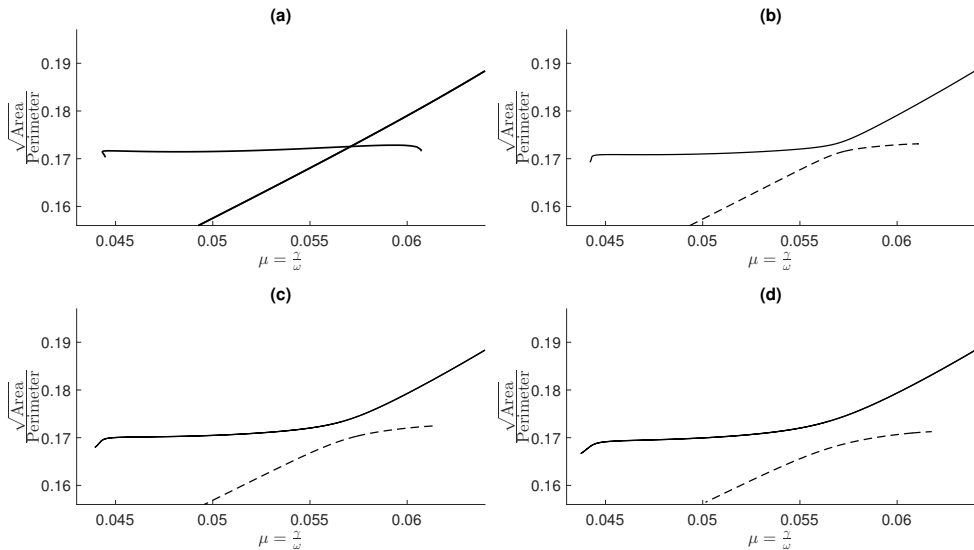 (a)
0.19
0.18
0.17
0.16
√Area
Perimeter
0.045 0.05 0.055 0.06
μ = γ/ω
(b)
0.19
0.18
0.17
0.16
√Area
Perimeter
0.045 0.05 0.055 0.06
μ = γ/ω
(c)
0.19
0.18
0.17
0.16
√Area
Perimeter
0.045 0.05 0.055 0.06
μ = γ/ω
(d)
0.19
0.18
0.17
0.16
√Area
Perimeter
0.045 0.05 0.055 0.06
μ = γ/ω